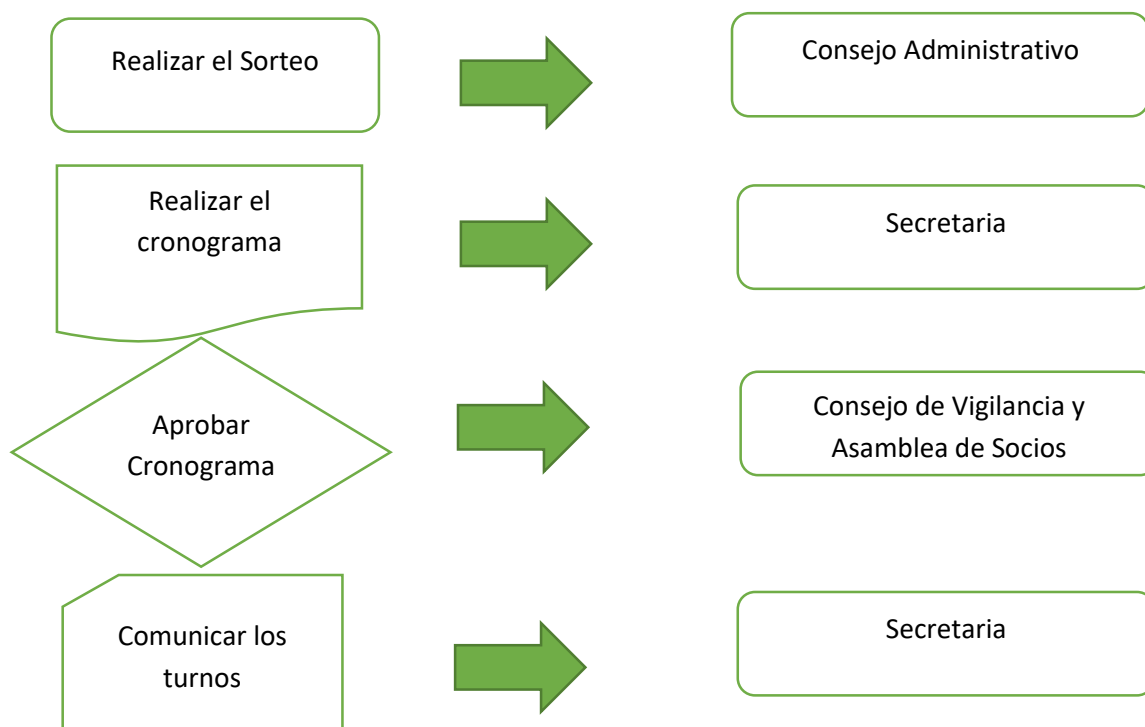 Realizar el Sorteo
Consejo Administrativo
Realizar el
cronograma
Secretaria
Aprobar
Cronograma
Consejo de Vigilancia y
Asamblea de Socios
Comunicar los
turnos
Secretaria